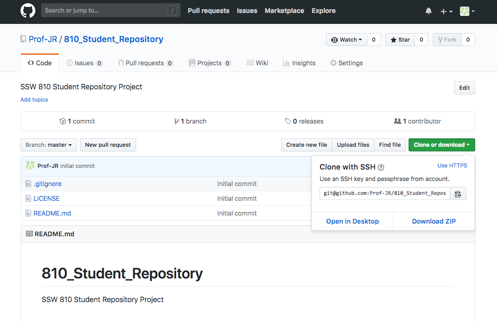 Search or jump to... /
Pull requests Issues Marketplace Explore
Prof-JR / 810_Student_Repository
Watch 0 Star 0 Fork 0
Code Issues 0 Pull requests 0 Projects 0 Wiki Insights Settings
SSW 810 Student Repository Project
Edit
Add topics
1 commit 1 branch 0 releases 1 contributor
Branch: master New pull request Create new file Upload files Find file Clone or download
Prof-JR Initial commit
.gitignore Initial commit
LICENSE Initial commit
README.md Initial commit
Clone with SSH ? Use HTTPS
Use an SSH key and passphrase from account.
git@github.com:Prof-JR/810_Student_Repos
Open in Desktop Download ZIP
README.md
810_Student_Repository
SSW 810 Student Repository Project